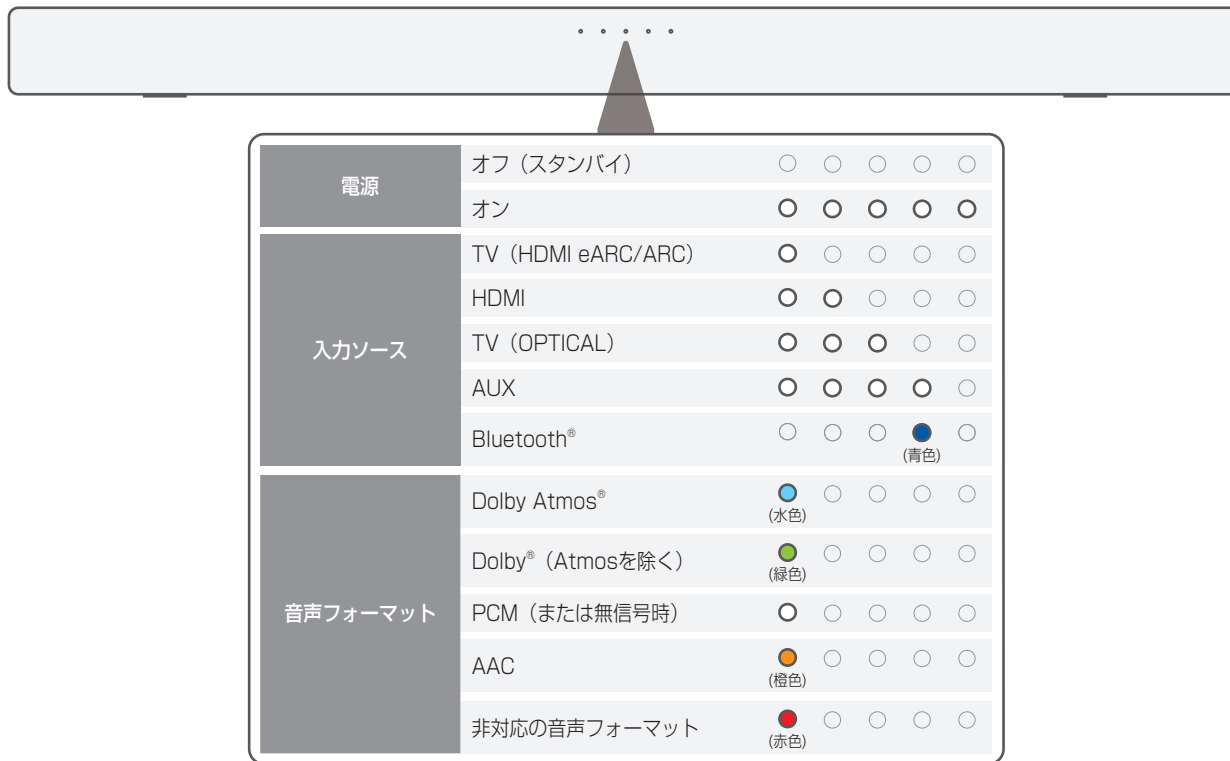 電源
オフ（スタンバイ）
オン
入力ソース
TV（HDMI eARC/ARC）
HDMI
TV（OPTICAL）
AUX
Bluetooth®
(青色)
音声フォーマット
Dolby Atmos®
(水色)
Dolby®（Atmosを除く）
(緑色)
PCM（または無信号時）
AAC
(橙色)
非対応の音声フォーマット
(赤色)